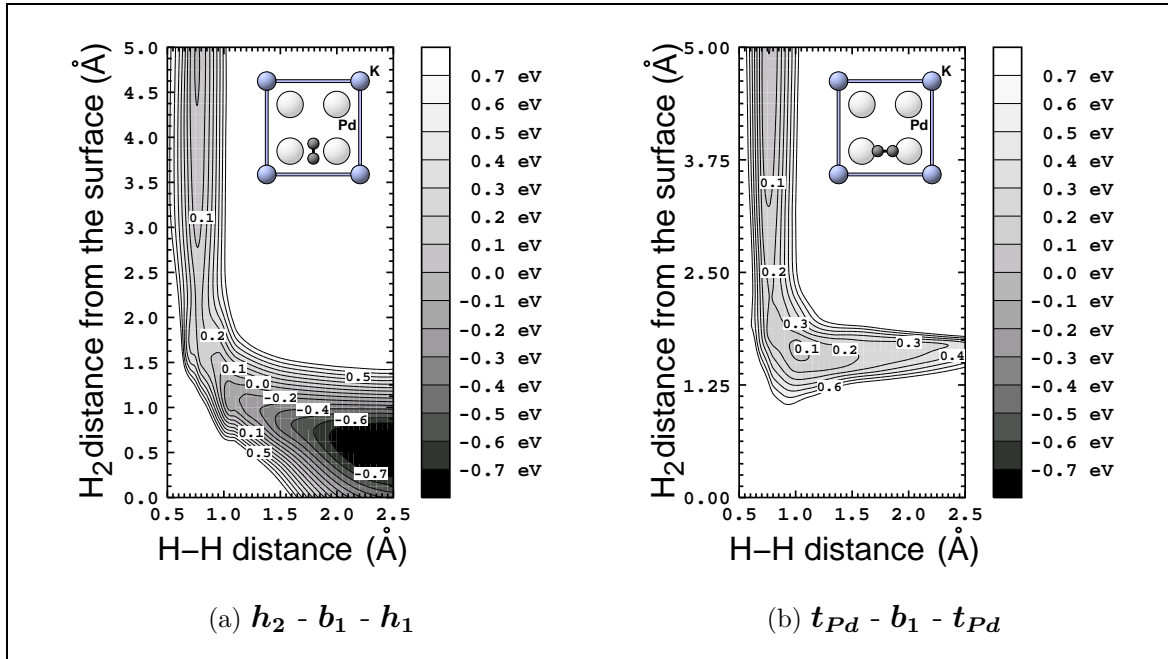 H2 distance from the surface (Å)
5.0
4.5
4.0
3.5
3.0
2.5
2.0
1.5
1.0
0.5
0.0
0.5 1.0 1.5 2.0 2.5
H–H distance (Å)
K
Pd
0.1
0.2
0.1
0.0
-0.2
-0.4
-0.6
0.5
0.1
0.5
-0.7
0.7 eV
0.6 eV
0.5 eV
0.4 eV
0.3 eV
0.2 eV
0.1 eV
0.0 eV
-0.1 eV
-0.2 eV
-0.3 eV
-0.4 eV
-0.5 eV
-0.6 eV
-0.7 eV
(a) h2 - b1 - h1
H2 distance from the surface (Å)
5.00
3.75
2.50
1.25
0.00
0.5 1.0 1.5 2.0 2.5
H–H distance (Å)
K
Pd
0.1
0.2
0.3
0.1
0.2
0.3
0.4
0.6
0.7 eV
0.6 eV
0.5 eV
0.4 eV
0.3 eV
0.2 eV
0.1 eV
0.0 eV
-0.1 eV
-0.2 eV
-0.3 eV
-0.4 eV
-0.5 eV
-0.6 eV
-0.7 eV
(b) tPd - b1 - tPd